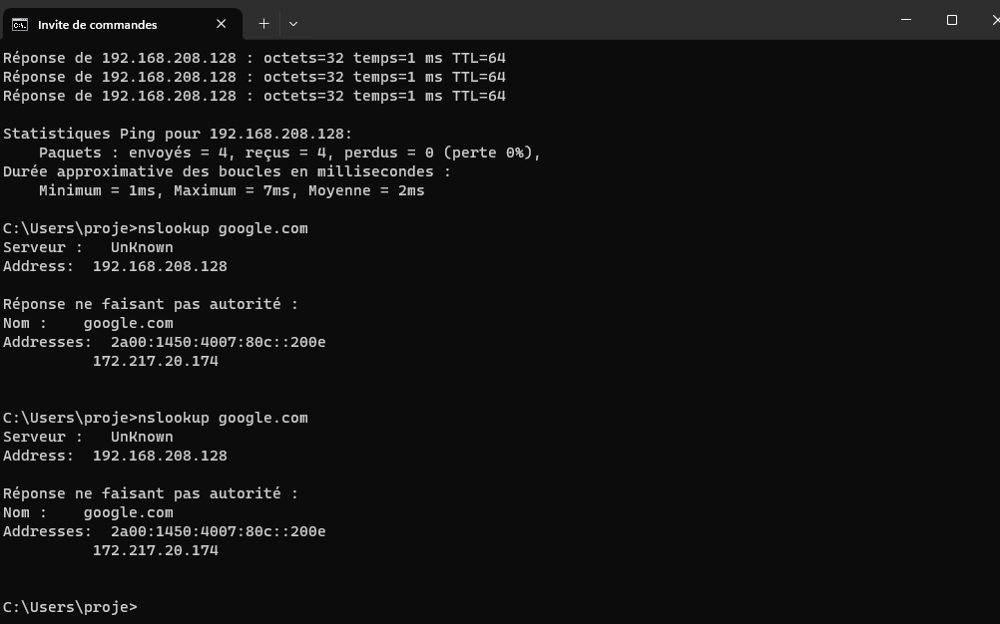 Invite de commandes
Réponse de 192.168.208.128 : octets=32 temps=1 ms TTL=64
Réponse de 192.168.208.128 : octets=32 temps=1 ms TTL=64
Réponse de 192.168.208.128 : octets=32 temps=1 ms TTL=64
Statistiques Ping pour 192.168.208.128:
    Paquets : envoyés = 4, reçus = 4, perdus = 0 (perte 0%),
Durée approximative des boucles en millisecondes :
    Minimum = 1ms, Maximum = 7ms, Moyenne = 2ms
C:\Users\proje>nslookup google.com
Serveur :   UnKnown
Address:  192.168.208.128
Réponse ne faisant pas autorité :
Nom :    google.com
Addresses:  2a00:1450:4007:80c::200e
          172.217.20.174
C:\Users\proje>nslookup google.com
Serveur :   UnKnown
Address:  192.168.208.128
Réponse ne faisant pas autorité :
Nom :    google.com
Addresses:  2a00:1450:4007:80c::200e
          172.217.20.174
C:\Users\proje>